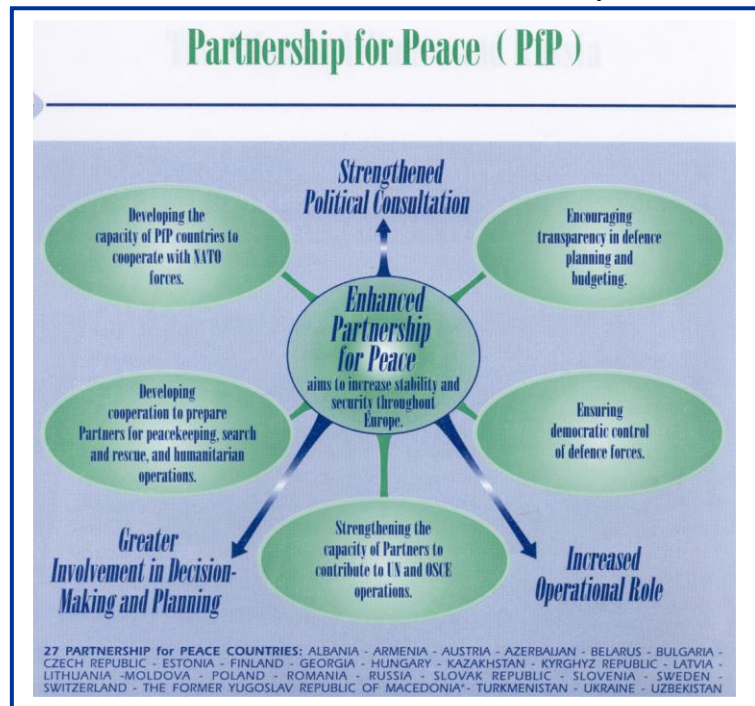 Partnership for Peace ( PfP )
Strengthened
Political Consultation
Developing the
capacity of PfP countries to
cooperate with NATO
forces.
Encouraging
transparency in defence
planning and
budgeting.
Enhanced
Partnership
for Peace
aims to increase stability and
security throughout
Europe.
Developing
cooperation to prepare
Partners for peacekeeping, search
and rescue, and humanitarian
operations.
Ensuring
democratic control
of defence forces.
Strengthening the
capacity of Partners to
contribute to UN and OSCE
operations.
Greater
Involvement in Decision-
Making and Planning
Increased
Operational Role
27 PARTNERSHIP for PEACE COUNTRIES: ALBANIA - ARMENIA - AUSTRIA - AZERBAIJAN - BELARUS - BULGARIA -
CZECH REPUBLIC - ESTONIA - FINLAND - GEORGIA - HUNGARY - KAZAKHSTAN - KYRGHYZ REPUBLIC - LATVIA -
LITHUANIA -MOLDOVA - POLAND - ROMANIA - RUSSIA - SLOVAK REPUBLIC - SLOVENIA - SWEDEN -
SWITZERLAND - THE FORMER YUGOSLAV REPUBLIC OF MACEDONIA*- TURKMENISTAN - UKRAINE - UZBEKISTAN